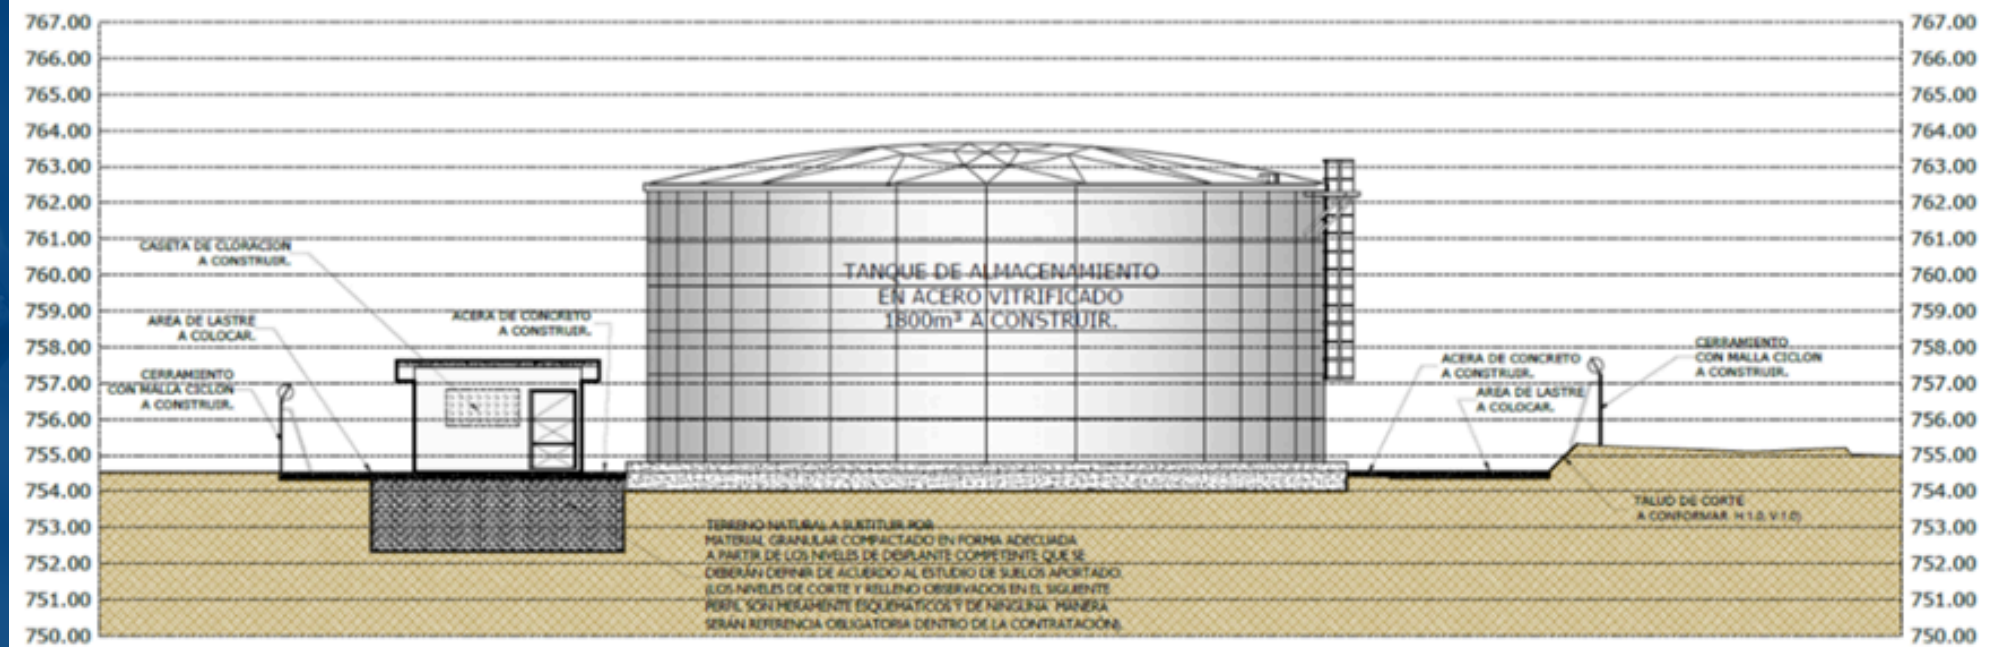 767.00 767.00
766.00 766.00
765.00 765.00
764.00 764.00
763.00 763.00
762.00 762.00
761.00 761.00
CASETA DE CLORACION
A CONSTRUIR.
760.00 760.00
TANQUE DE ALMACENAMIENTO
EN ACERO VITRIFICADO
1800m³ A CONSTRUIR.
759.00 759.00
AREA DE LASTRE
A COLOCAR.
ACERA DE CONCRETO
A CONSTRUIR.
758.00 758.00
CERRAMIENTO
CON MALLA CICLON
A CONSTRUIR.
ACERA DE CONCRETO
A CONSTRUIR.
CERRAMIENTO
CON MALLA CICLON
A CONSTRUIR.
757.00 757.00
AREA DE LASTRE
A COLOCAR.
756.00 756.00
755.00 755.00
754.00 754.00
TALUD DE CORTE
A CONFORMAR H:1.0, V:1.0)
753.00 753.00
TERRENO NATURAL A SUSTITUIR POR
MATERIAL GRANULAR COMPACTADO EN FORMA ADECUADA
A PARTIR DE LOS NIVELES DE DESPLANTE COMPETENTE QUE SE
DEBERÁN DEFINIR DE ACUERDO AL ESTUDIO DE SUELOS APORTADO.
(LOS NIVELES DE CORTE Y RELLENO OBSERVADOS EN EL SIGUIENTE
PERFIL SON MERAMENTE ESQUEMATICOS Y DE NINGUNA MANERA
SERÁN REFERENCIA OBLIGATORIA DENTRO DE LA CONTRATACIÓN).
752.00 752.00
751.00 751.00
750.00 750.00